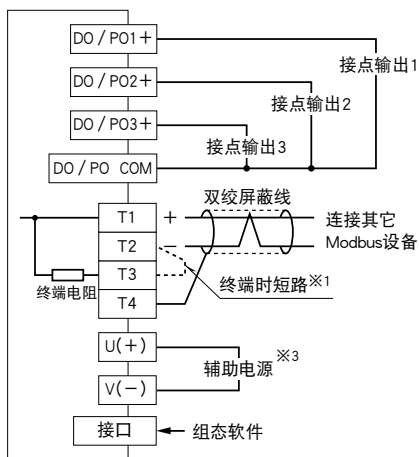 DO / PO1+
接点输出1
DO / PO2+
接点输出2
DO / PO3+
接点输出3
DO / PO COM
双绞屏蔽线
T1
+
连接其它
T2
−
Modbus设备
T3
终端电阻
终端时短路※1
T4
U(+)
辅助电源※3
V(−)
接口
组态软件